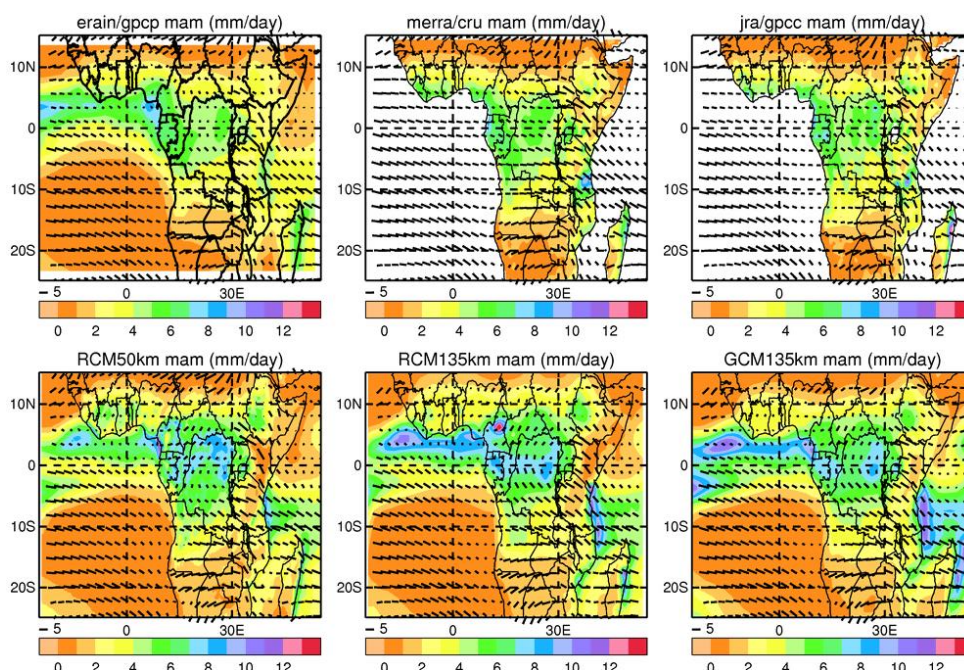 erain/gpcp mam (mm/day) merra/cru mam (mm/day) jra/gpcc mam (mm/day)
10N 10N 10N
0 0 0
10S 10S 10S
20S 20S 20S
5 0 30E 5 0 30E 5 0 30E
0 2 4 6 8 10 12 0 2 4 6 8 10 12 0 2 4 6 8 10 12
RCM50km mam (mm/day) RCM135km mam (mm/day) GCM135km mam (mm/day)
10N 10N 10N
0 0 0
10S 10S 10S
20S 20S 20S
5 0 30E 5 0 30E 5 0 30E
0 2 4 6 8 10 12 0 2 4 6 8 10 12 0 2 4 6 8 10 12